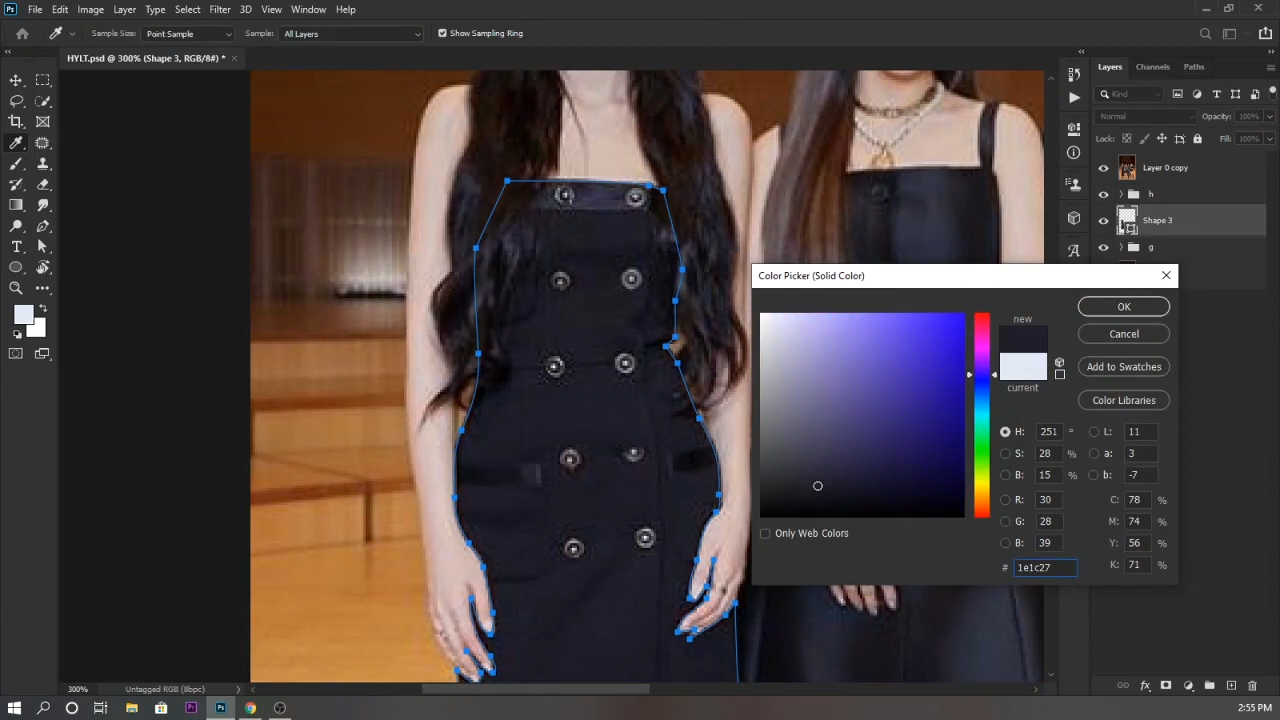 Ps File Edit Image Layer Type Select Filter 3D View Window Help
Sample Size: Point Sample Sample: All Layers Show Sampling Ring
HYLT.psd @ 300% (Shape 3, RGB/8#) *
Layers Channels Paths
Kind
Normal Opacity: 100%
Lock: Fill: 100%
Layer 0 copy
h
Shape 3
g
Color Picker (Solid Color)
new
current
OK
Cancel
Add to Swatches
Color Libraries
H: 251 ° L: 11
S: 28 % a: 3
B: 15 % b: -7
R: 30 C: 78 %
G: 28 M: 74 %
B: 39 Y: 56 %
# 1e1c27 K: 71 %
Only Web Colors
300% Untagged RGB (8bpc)
fx
Pr Ps
2:55 PM